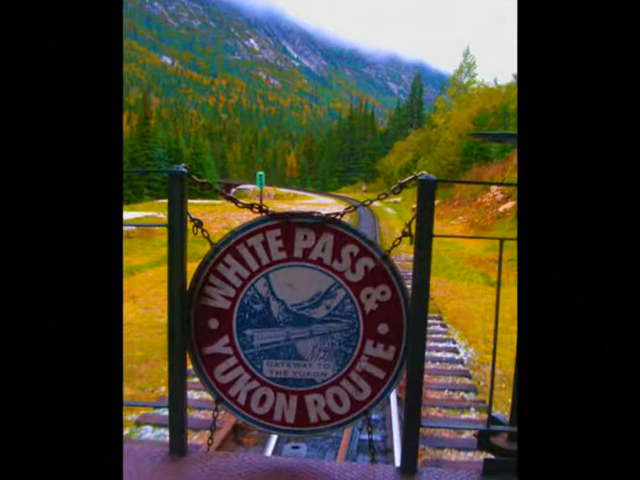 WHITE PASS &
YUKON ROUTE
GATEWAY TO
THE YUKON